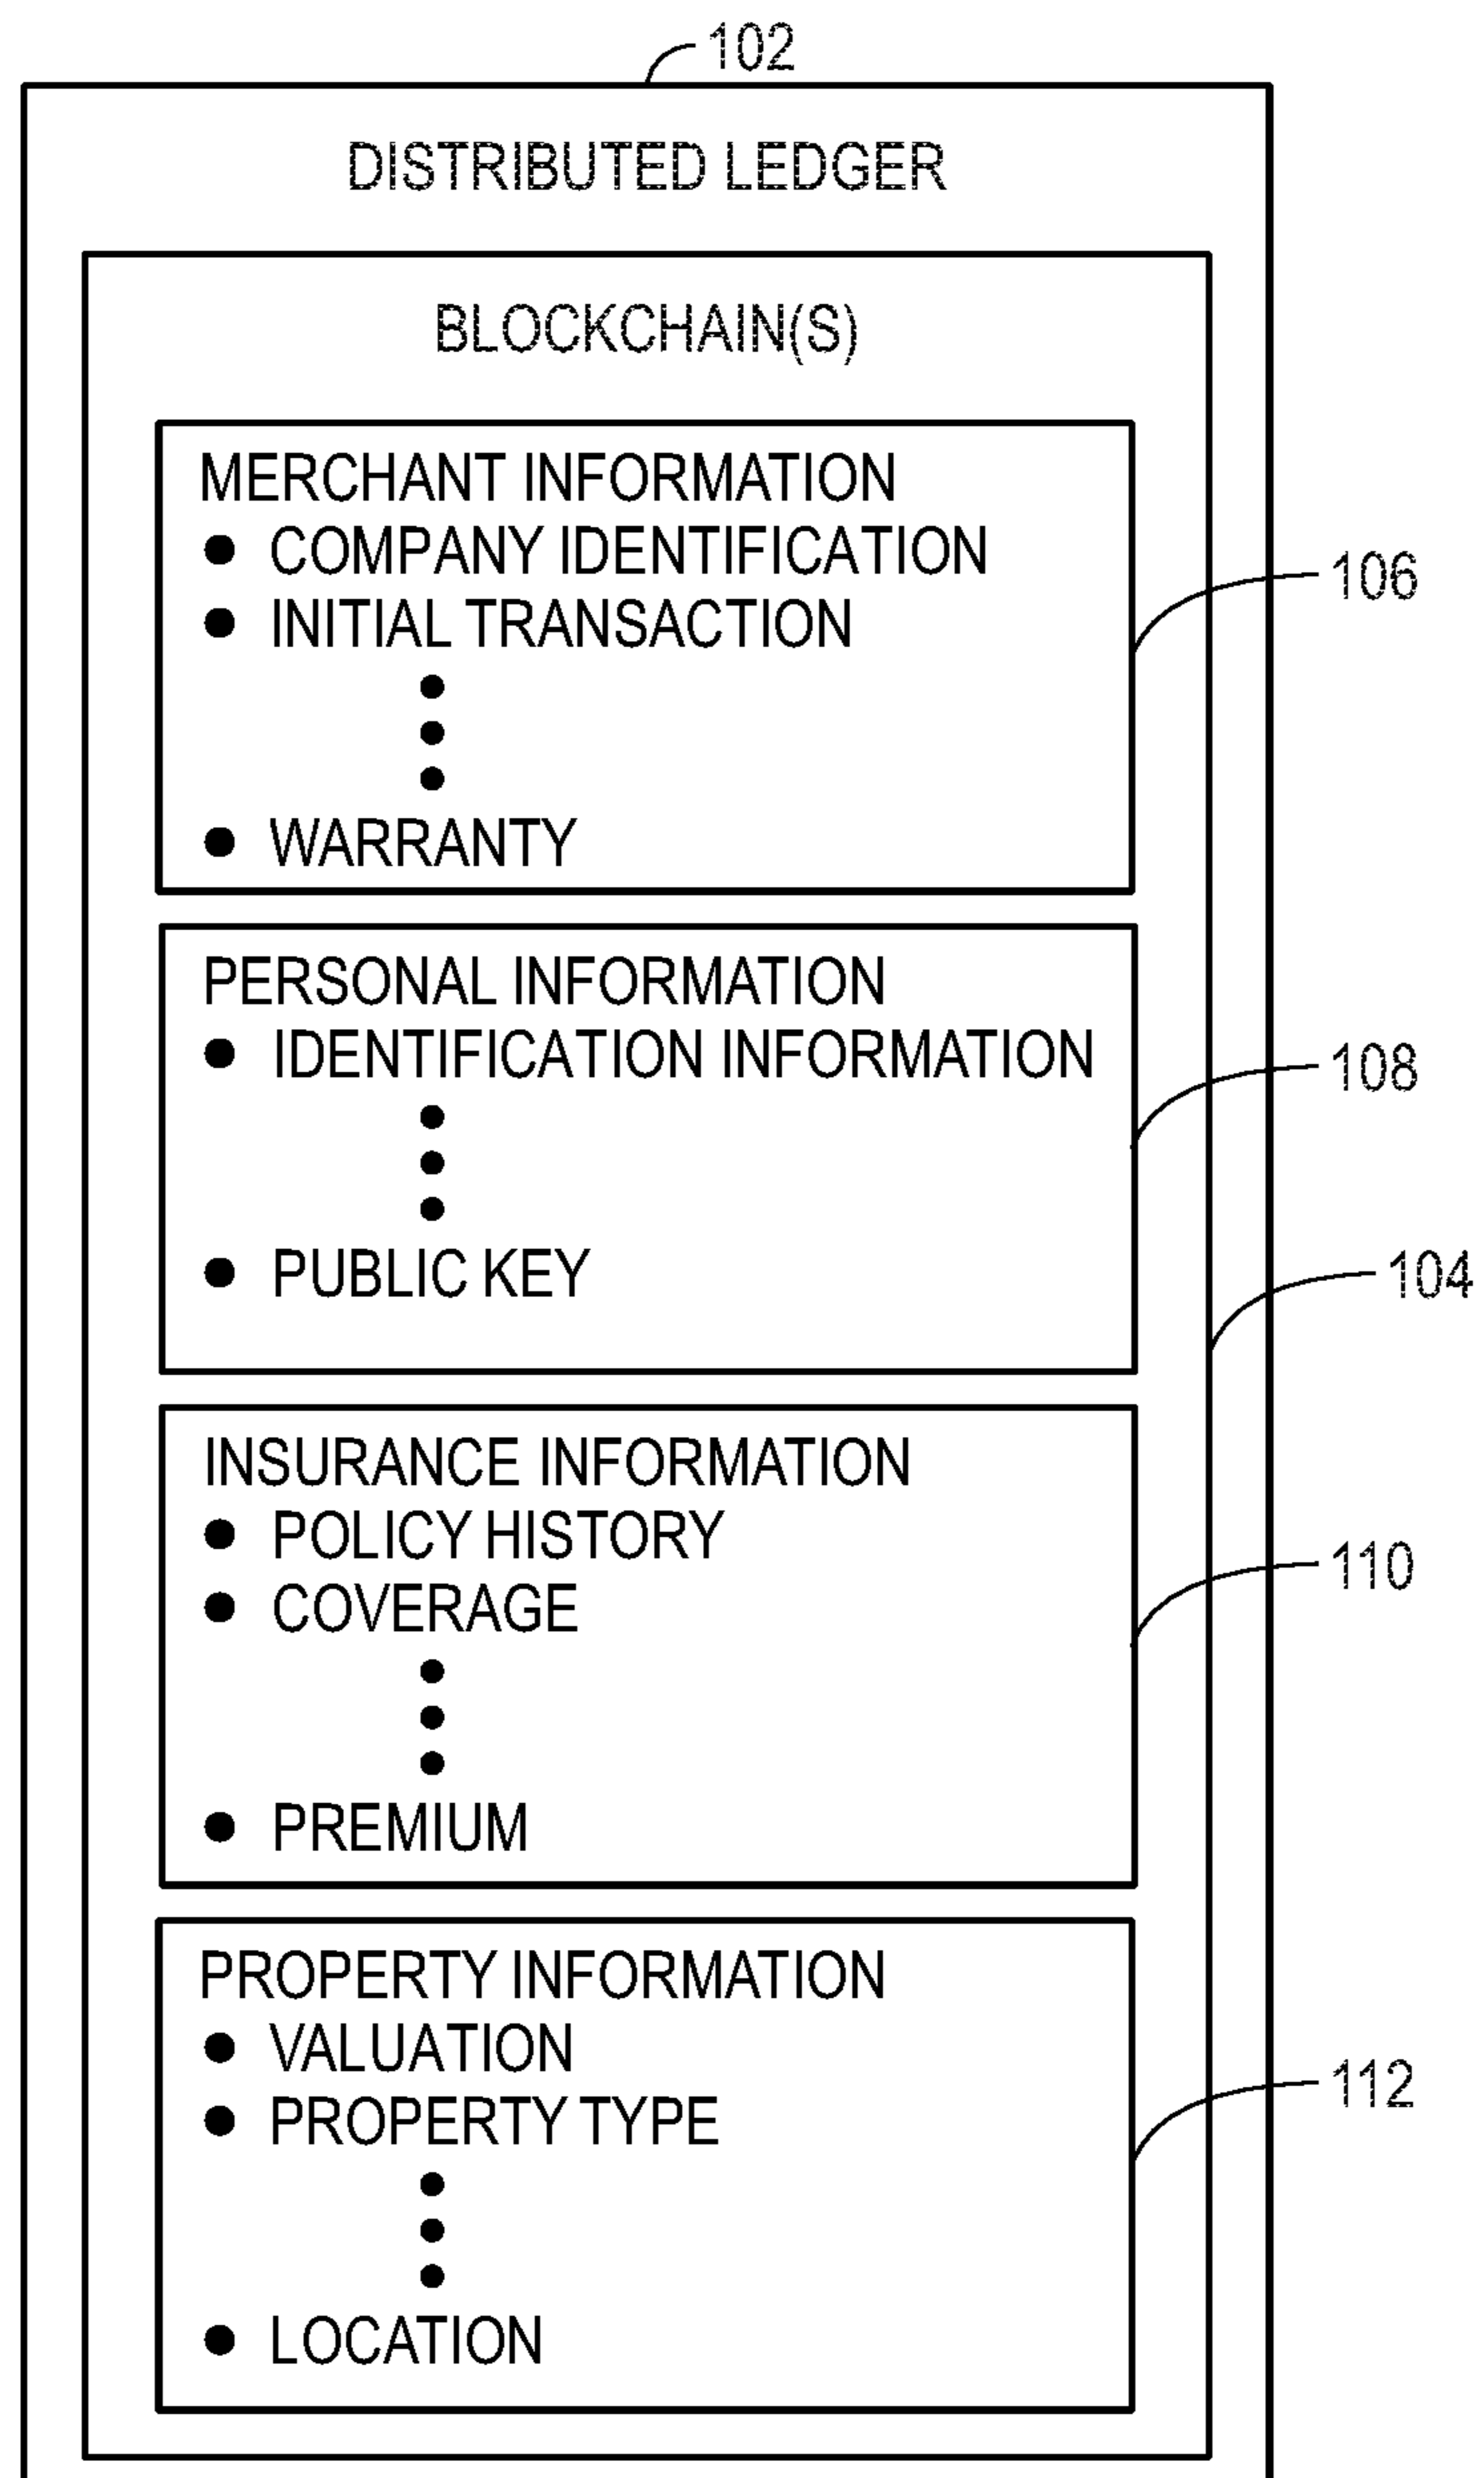 102
DISTRIBUTED LEDGER
BLOCKCHAIN(S)
MERCHANT INFORMATION
● COMPANY IDENTIFICATION
● INITIAL TRANSACTION
● WARRANTY
106
PERSONAL INFORMATION
● IDENTIFICATION INFORMATION
● PUBLIC KEY
108
104
INSURANCE INFORMATION
● POLICY HISTORY
● COVERAGE
● PREMIUM
110
PROPERTY INFORMATION
● VALUATION
● PROPERTY TYPE
● LOCATION
112